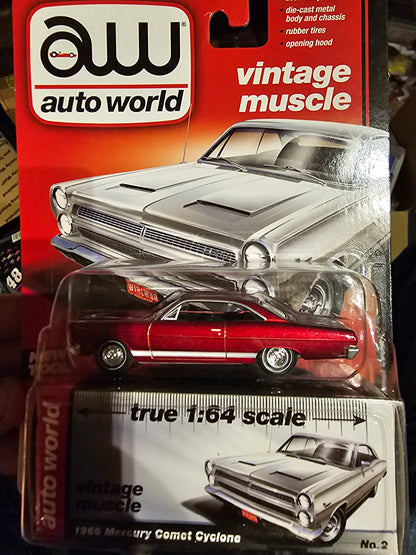 • die-cast metal
body and chassis
• rubber tires
• opening hood
aw
auto world®
vintage
muscle
48
true 1:64 scale
auto world
vintage
muscle
1966 Mercury Comet Cyclone
No.2